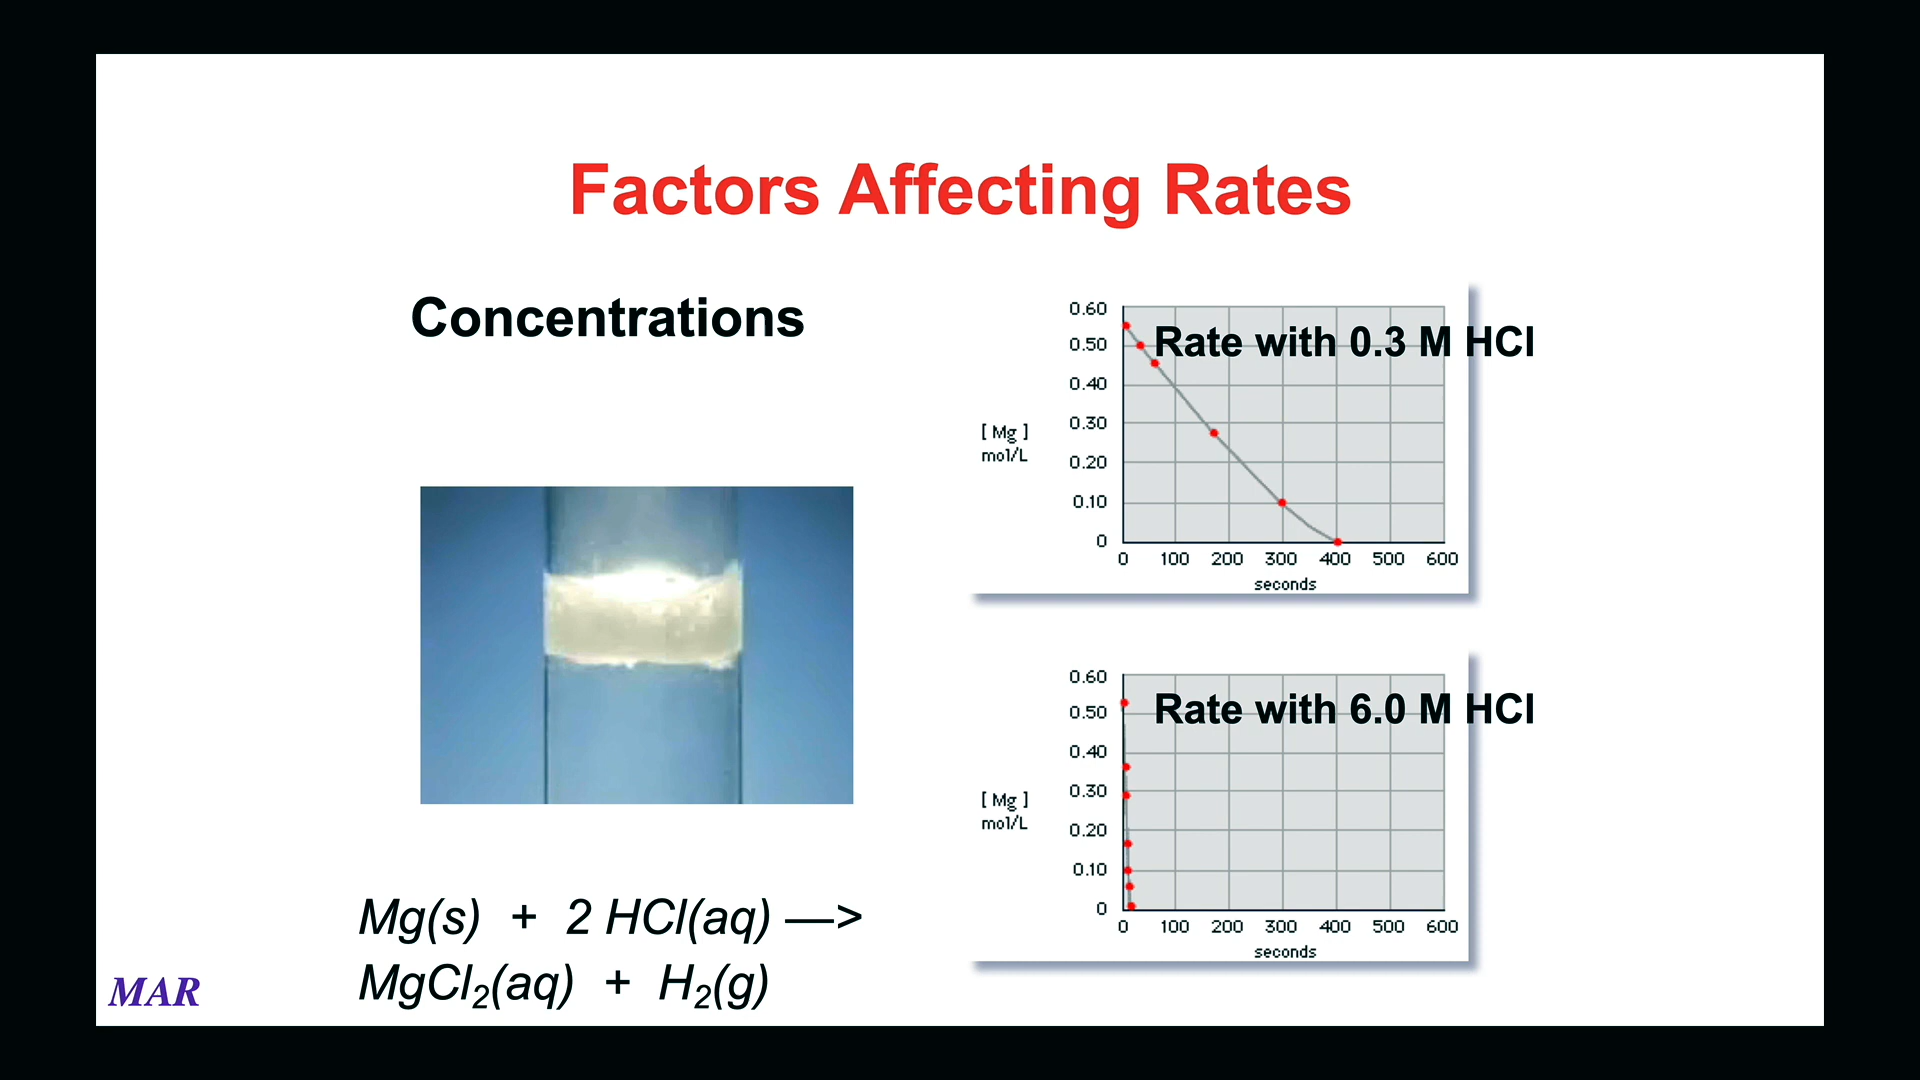 Factors Affecting Rates
Concentrations
Rate with 0.3 M HCl
0.60
0.50
0.40
0.30
0.20
0.10
0
[ Mg ]
mol/L
0 100 200 300 400 500 600
seconds
Rate with 6.0 M HCl
0.60
0.50
0.40
0.30
0.20
0.10
0
[ Mg ]
mol/L
0 100 200 300 400 500 600
seconds
Mg(s) + 2 HCl(aq) —>
MgCl₂(aq) + H₂(g)
MAR